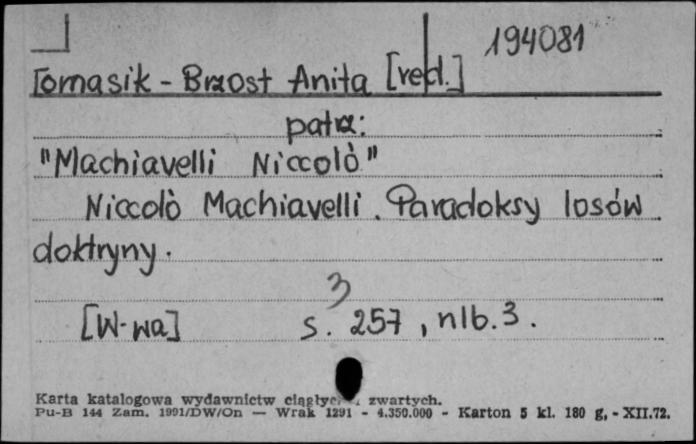 194081
Tomasik - Brzost Anita [red.]
patrz:
"Machiavelli Niccolò"
Niccolò Machiavelli. Paradoksy losów
doktryny.
3
[W-wa] s. 257, nlb. 3.
Karta katalogowa wydawnictw zwartych.
Pu-B 144 Zam. 1991/DW/On — Wrak 1291 - 4.350.000 - Karton 5 kl. 180 g, - XII.72.